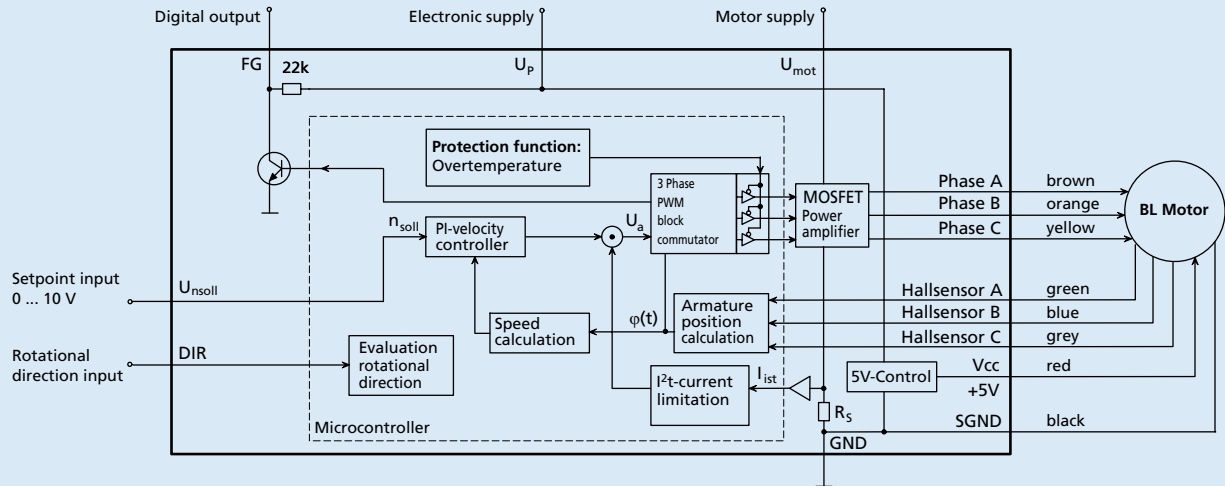 Digital output
Electronic supply
Motor supply
FG
22k
U_P
U_mot
Protection function:
Overtemperature
3 Phase
PWM
block
commutator
MOSFET
Power
amplifier
Phase A
brown
Phase B
orange
Phase C
yellow
BL Motor
n_soll
PI-velocity
controller
U_a
Setpoint input
0 ... 10 V
U_nsoll
Hallsensor A
green
Hallsensor B
blue
Hallsensor C
grey
Speed
calculation
φ(t)
Armature
position
calculation
Rotational
direction input
DIR
Evaluation
rotational
direction
I²t-current
limitation
I_ist
5V-Control
Vcc
red
+5V
R_S
SGND
black
Microcontroller
GND